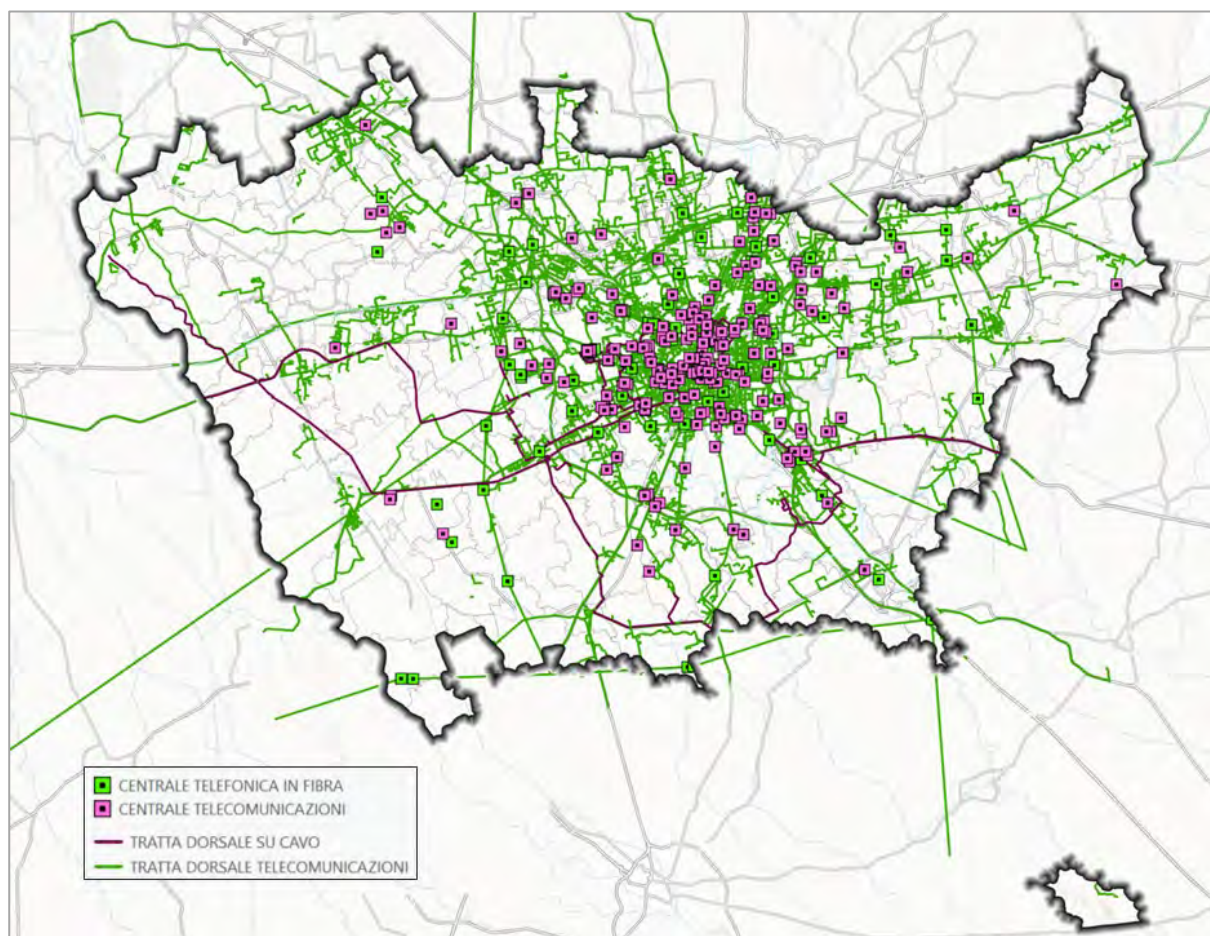 CENTRALE TELEFONICA IN FIBRA
CENTRALE TELECOMUNICAZIONI
TRATTA DORSALE SU CAVO
TRATTA DORSALE TELECOMUNICAZIONI